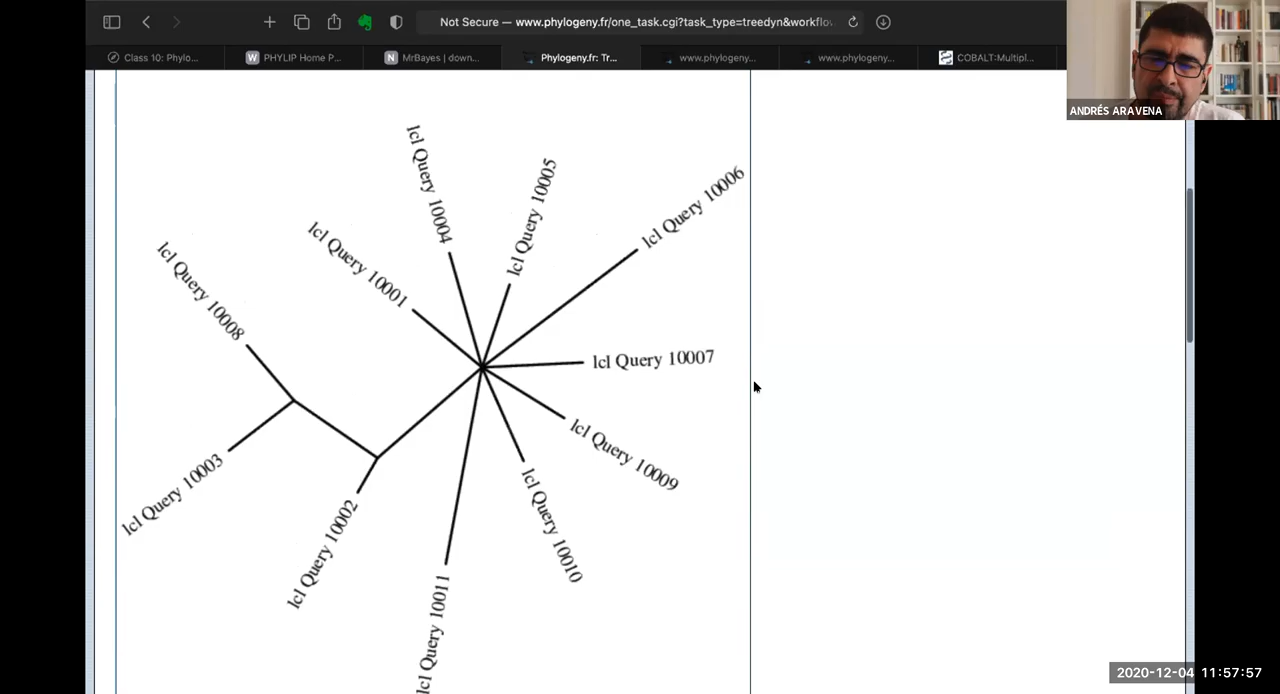 Not Secure — www.phylogeny.fr/one_task.cgi?task_type=treedyn&workflo
Class 10: Phylo...
PHYLIP Home P...
MrBayes | down...
Phylogeny.fr: Tr...
www.phylogeny...
www.phylogeny...
COBALT:Multipl...
ANDRÉS ARAVENA
lcl Query 10004
lcl Query 10005
lcl Query 10006
lcl Query 10001
lcl Query 10008
lcl Query 10007
lcl Query 10009
lcl Query 10003
lcl Query 10002
lcl Query 10010
lcl Query 10011
2020-12-04 11:57:57